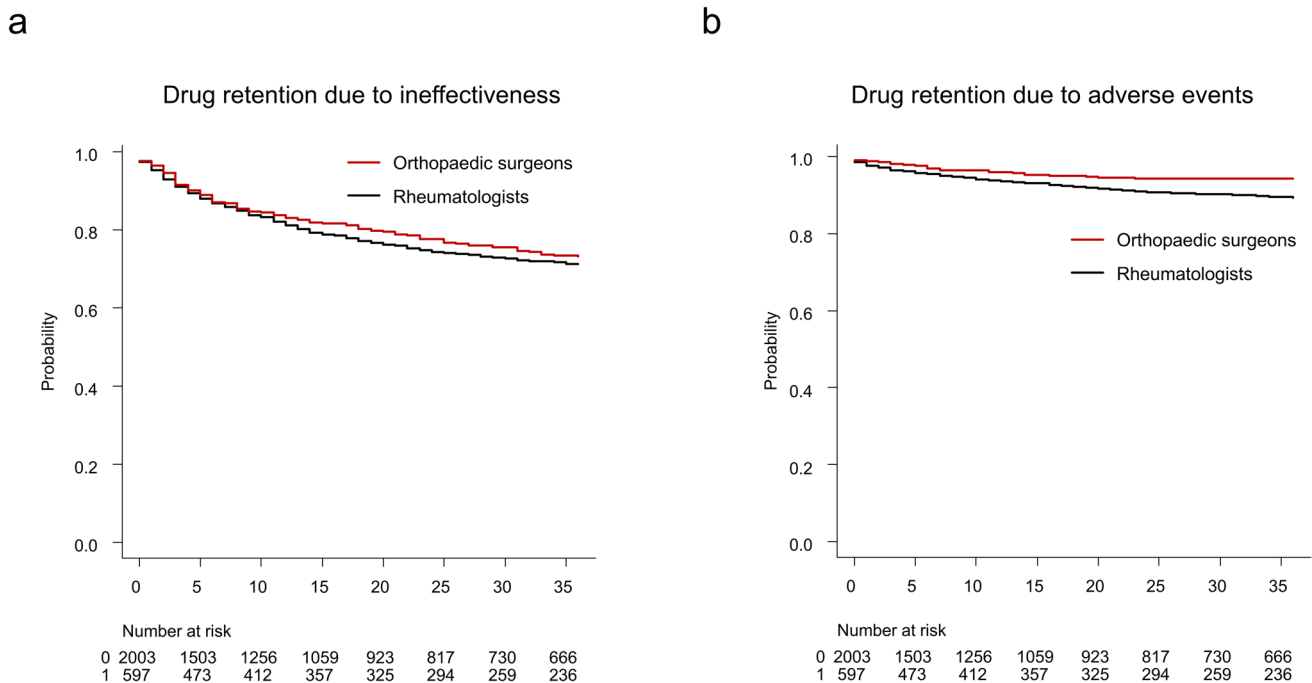 a
Drug retention due to ineffectiveness
Orthopaedic surgeons
Rheumatologists
1.0
0.8
0.6
0.4
0.2
0.0
Probability
0 5 10 15 20 25 30 35
Number at risk
0 2003 1503 1256 1059 923 817 730 666
1 597 473 412 357 325 294 259 236
b
Drug retention due to adverse events
Orthopaedic surgeons
Rheumatologists
1.0
0.8
0.6
0.4
0.2
0.0
Probability
0 5 10 15 20 25 30 35
Number at risk
0 2003 1503 1256 1059 923 817 730 666
1 597 473 412 357 325 294 259 236